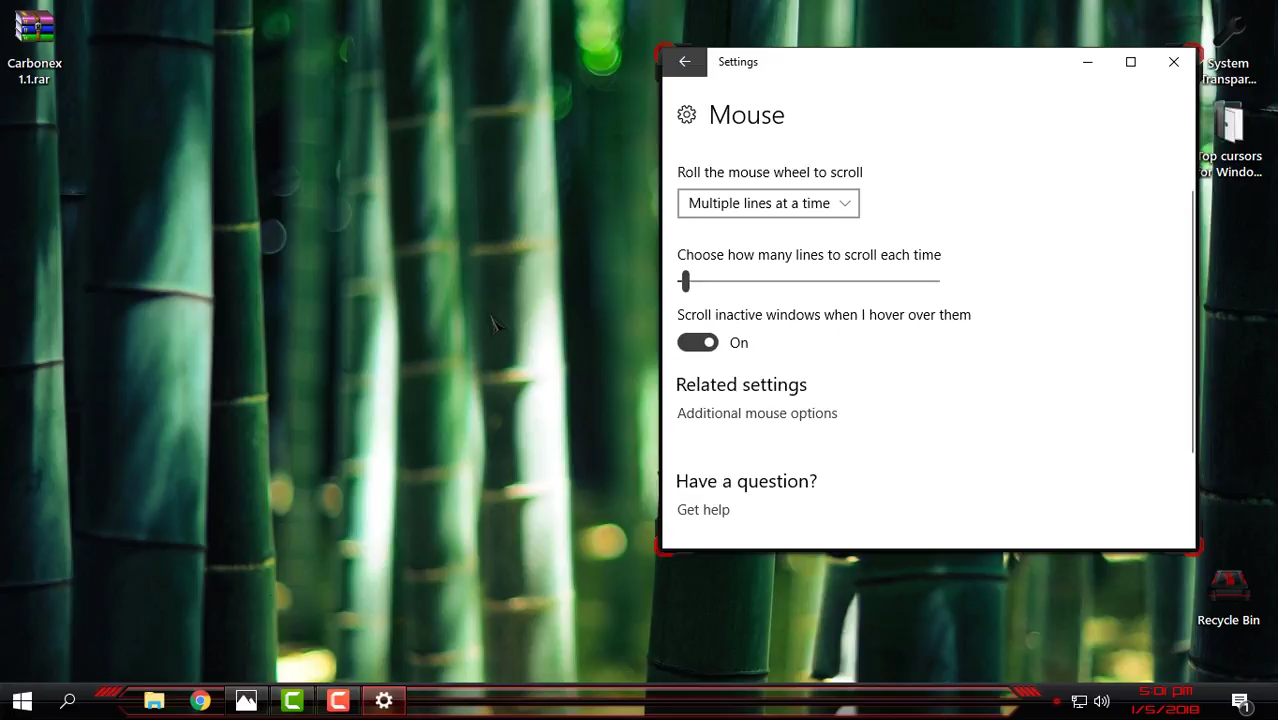 Carbonex
1.1.rar
Settings
Mouse
Roll the mouse wheel to scroll
Multiple lines at a time
Choose how many lines to scroll each time
Scroll inactive windows when I hover over them
On
Related settings
Additional mouse options
Have a question?
Get help
System
Transpar...
Top cursors
for Windo...
Recycle Bin
5:01 pm
1/5/2018
1